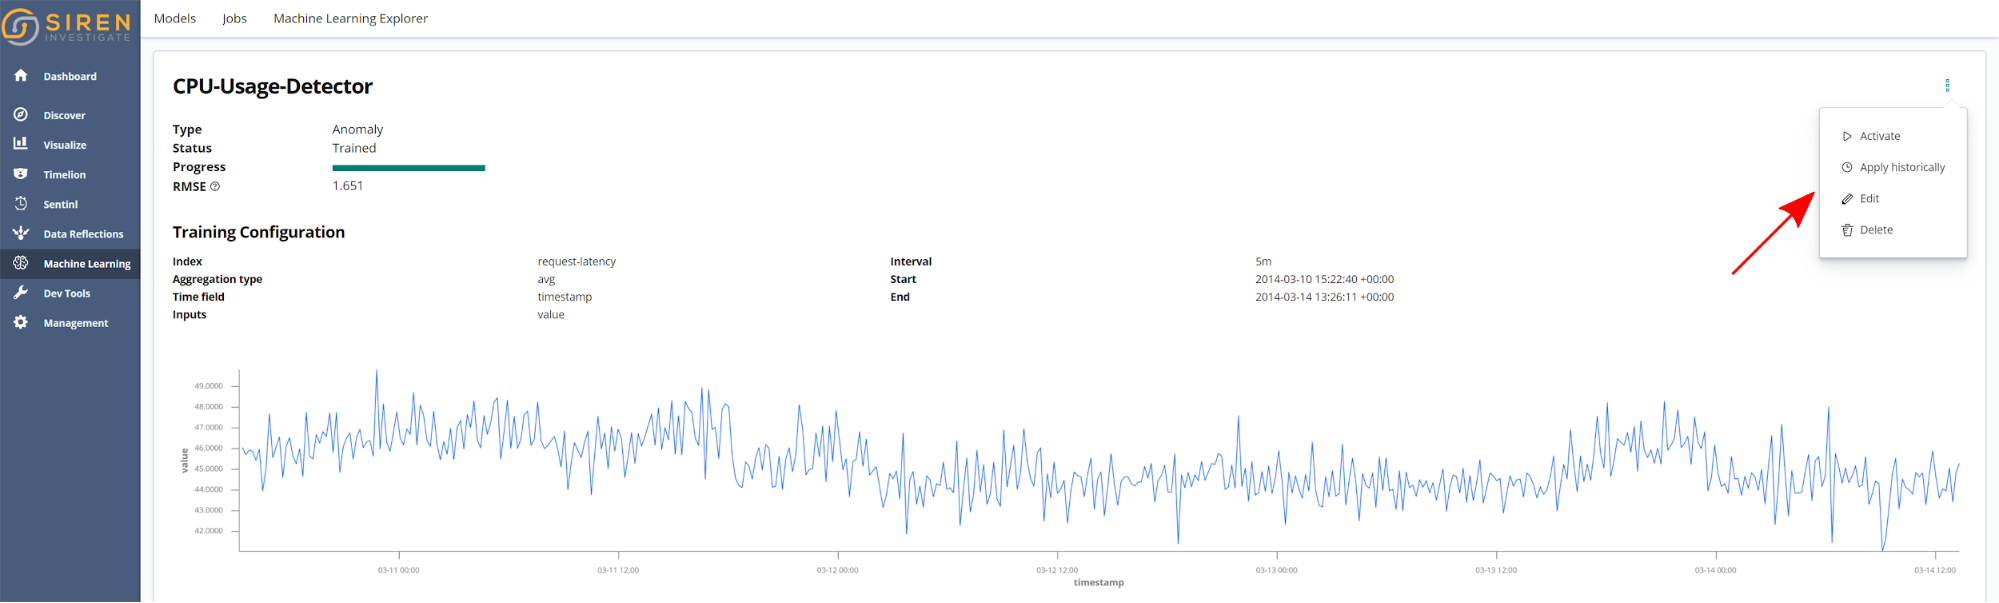 SIREN
INVESTIGATE
Models Jobs Machine Learning Explorer
Dashboard
Discover
Visualize
Timelion
Sentinl
Data Reflections
Machine Learning
Dev Tools
Management
CPU-Usage-Detector
Type Anomaly
Status Trained
Progress
RMSE 1.651
Activate
Apply historically
Edit
Delete
Training Configuration
Index request-latency Interval 5m
Aggregation type avg Start 2014-03-10 15:22:40 +00:00
Time field timestamp End 2014-03-14 13:26:11 +00:00
Inputs value
value
49.0000
48.0000
47.0000
46.0000
45.0000
44.0000
43.0000
42.0000
03-11 00:00 03-11 12:00 03-12 00:00 03-12 12:00 03-13 00:00 03-13 12:00 03-14 00:00 03-14 12:00
timestamp